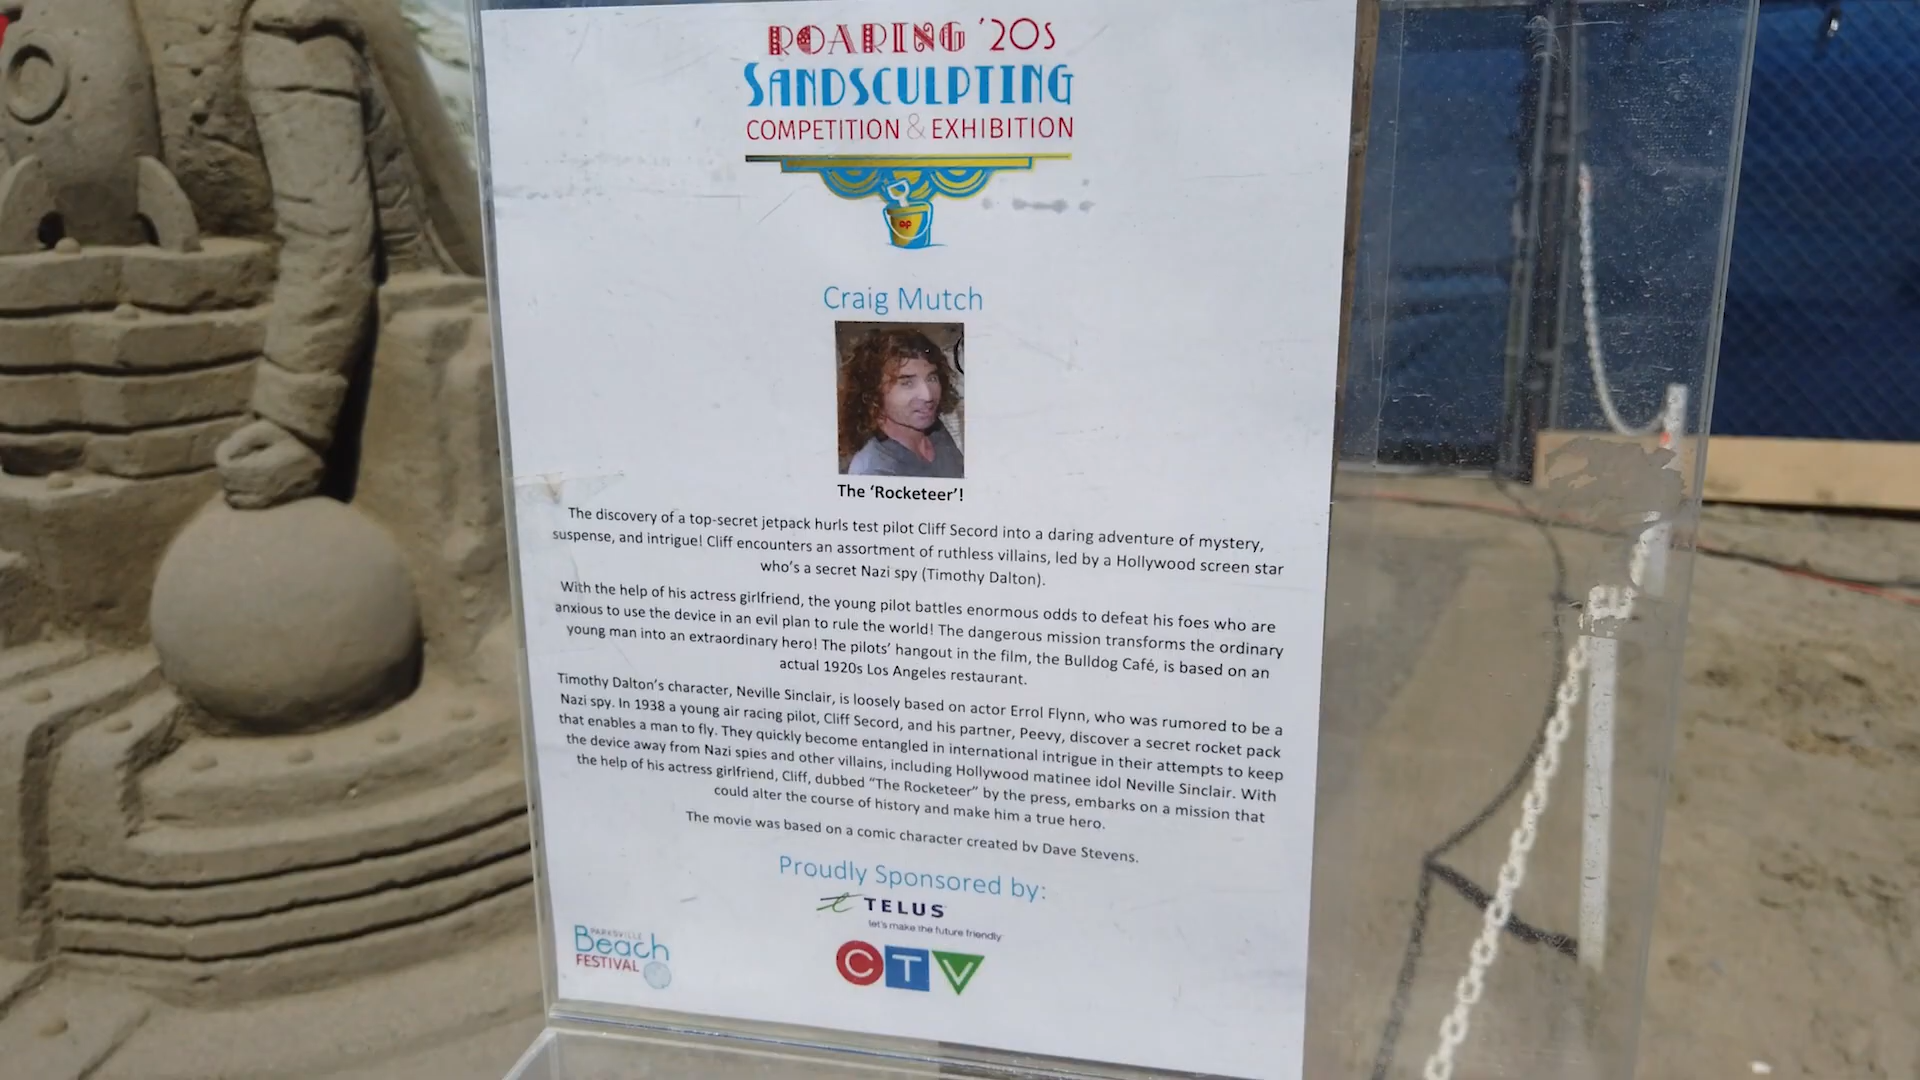 ROARING '20s
SANDSCULPTING
COMPETITION & EXHIBITION
Craig Mutch
The 'Rocketeer'!
The discovery of a top-secret jetpack hurls test pilot Cliff Secord into a daring adventure of mystery,
suspense, and intrigue! Cliff encounters an assortment of ruthless villains, led by a Hollywood screen star
who's a secret Nazi spy (Timothy Dalton).
With the help of his actress girlfriend, the young pilot battles enormous odds to defeat his foes who are
anxious to use the device in an evil plan to rule the world! The dangerous mission transforms the ordinary
young man into an extraordinary hero! The pilots' hangout in the film, the Bulldog Café, is based on an
actual 1920s Los Angeles restaurant.
Timothy Dalton's character, Neville Sinclair, is loosely based on actor Errol Flynn, who was rumored to be a
Nazi spy. In 1938 a young air racing pilot, Cliff Secord, and his partner, Peevy, discover a secret rocket pack
that enables a man to fly. They quickly become entangled in international intrigue in their attempts to keep
the device away from Nazi spies and other villains, including Hollywood matinee idol Neville Sinclair. With
the help of his actress girlfriend, Cliff, dubbed "The Rocketeer" by the press, embarks on a mission that
could alter the course of history and make him a true hero.
The movie was based on a comic character created by Dave Stevens.
Proudly Sponsored by:
TELUS
let's make the future friendly
PARKSVILLE
Beach
FESTIVAL
CTV